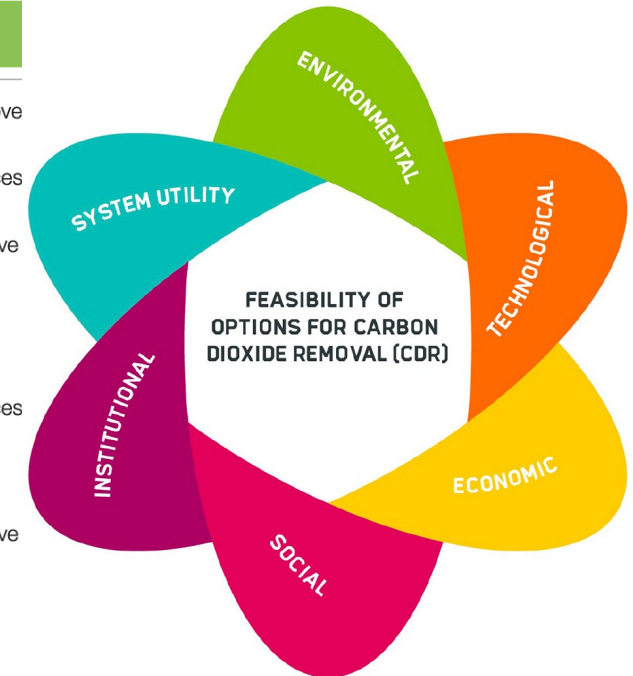 ENVIRONMENTAL
TECHNOLOGICAL
ECONOMIC
SOCIAL
INSTITUTIONAL
SYSTEM UTILITY
FEASIBILITY OF
OPTIONS FOR CARBON
DIOXIDE REMOVAL (CDR)